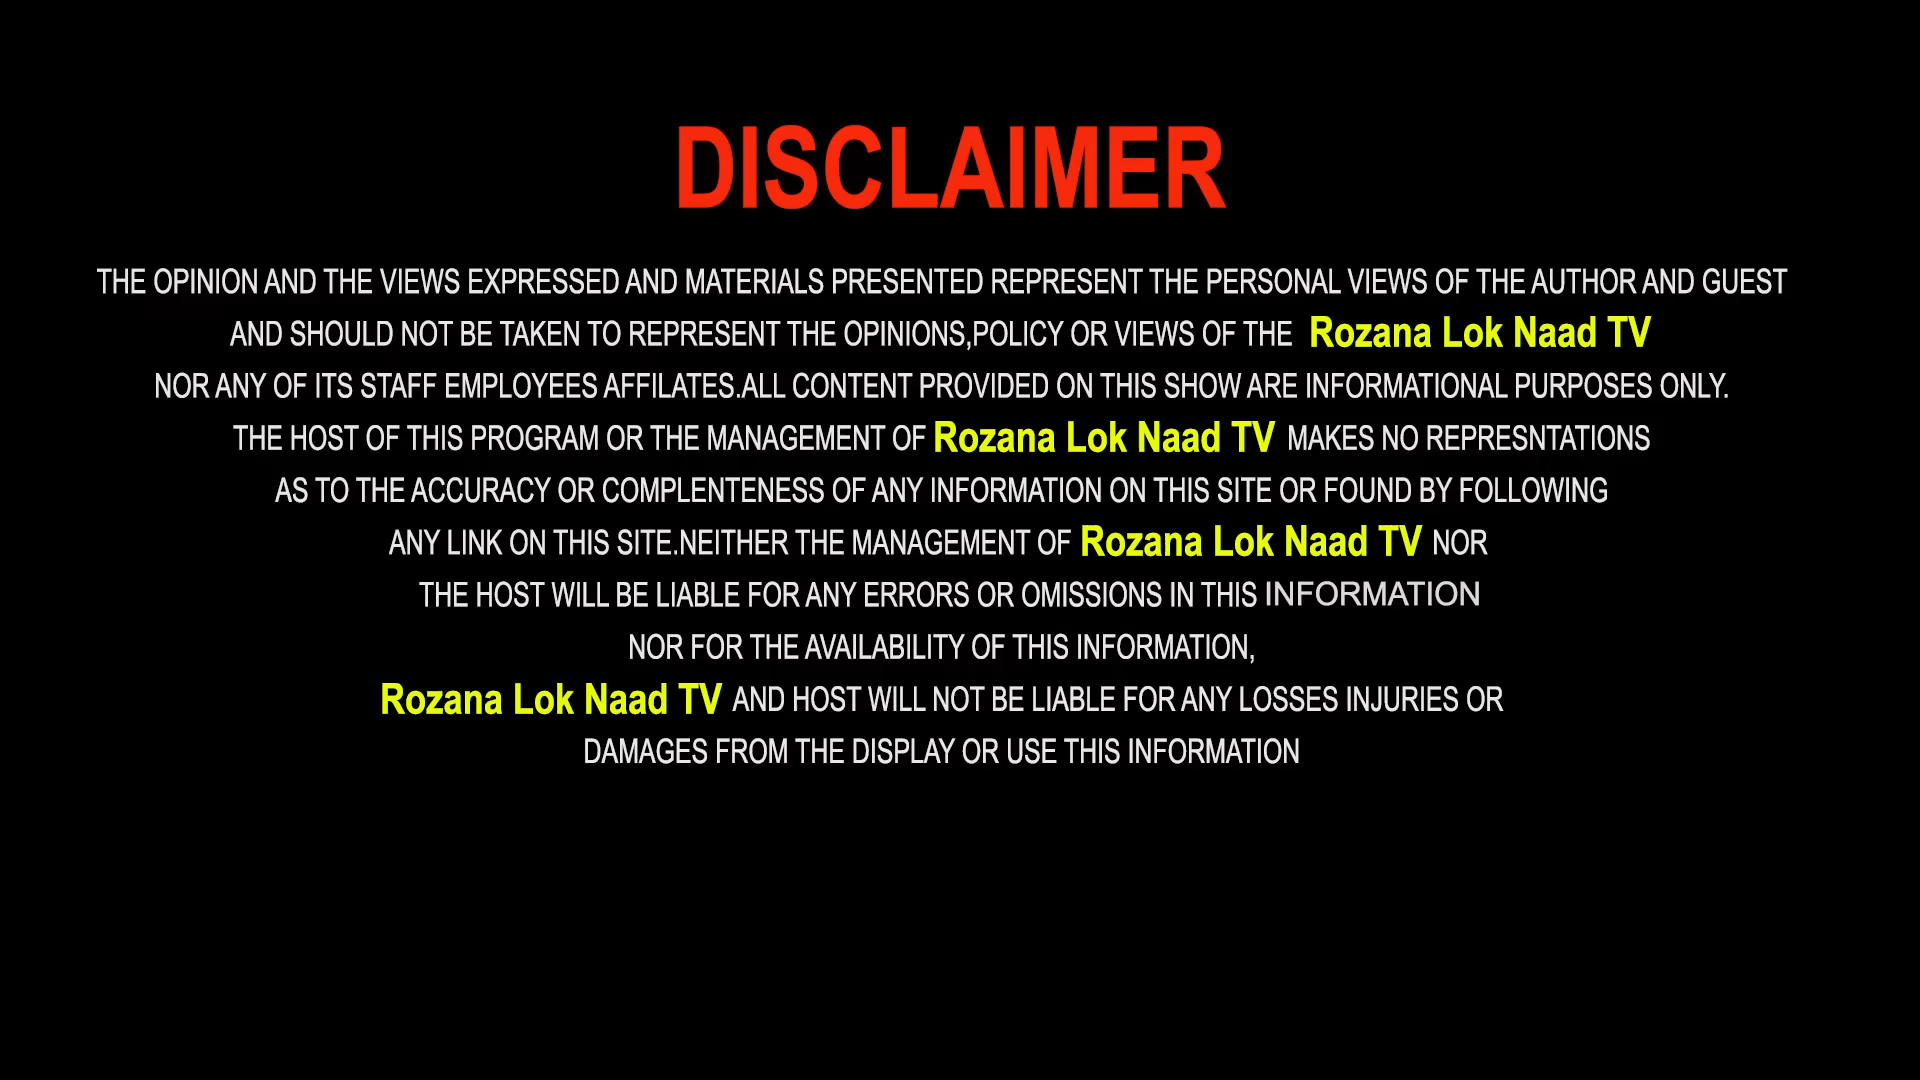 DISCLAIMER
THE OPINION AND THE VIEWS EXPRESSED AND MATERIALS PRESENTED REPRESENT THE PERSONAL VIEWS OF THE AUTHOR AND GUEST
AND SHOULD NOT BE TAKEN TO REPRESENT THE OPINIONS,POLICY OR VIEWS OF THE Rozana Lok Naad TV
NOR ANY OF ITS STAFF EMPLOYEES AFFILATES.ALL CONTENT PROVIDED ON THIS SHOW ARE INFORMATIONAL PURPOSES ONLY.
THE HOST OF THIS PROGRAM OR THE MANAGEMENT OF Rozana Lok Naad TV MAKES NO REPRESNTATIONS
AS TO THE ACCURACY OR COMPLENTENESS OF ANY INFORMATION ON THIS SITE OR FOUND BY FOLLOWING
ANY LINK ON THIS SITE.NEITHER THE MANAGEMENT OF Rozana Lok Naad TV NOR
THE HOST WILL BE LIABLE FOR ANY ERRORS OR OMISSIONS IN THIS INFORMATION
NOR FOR THE AVAILABILITY OF THIS INFORMATION,
Rozana Lok Naad TV AND HOST WILL NOT BE LIABLE FOR ANY LOSSES INJURIES OR
DAMAGES FROM THE DISPLAY OR USE THIS INFORMATION